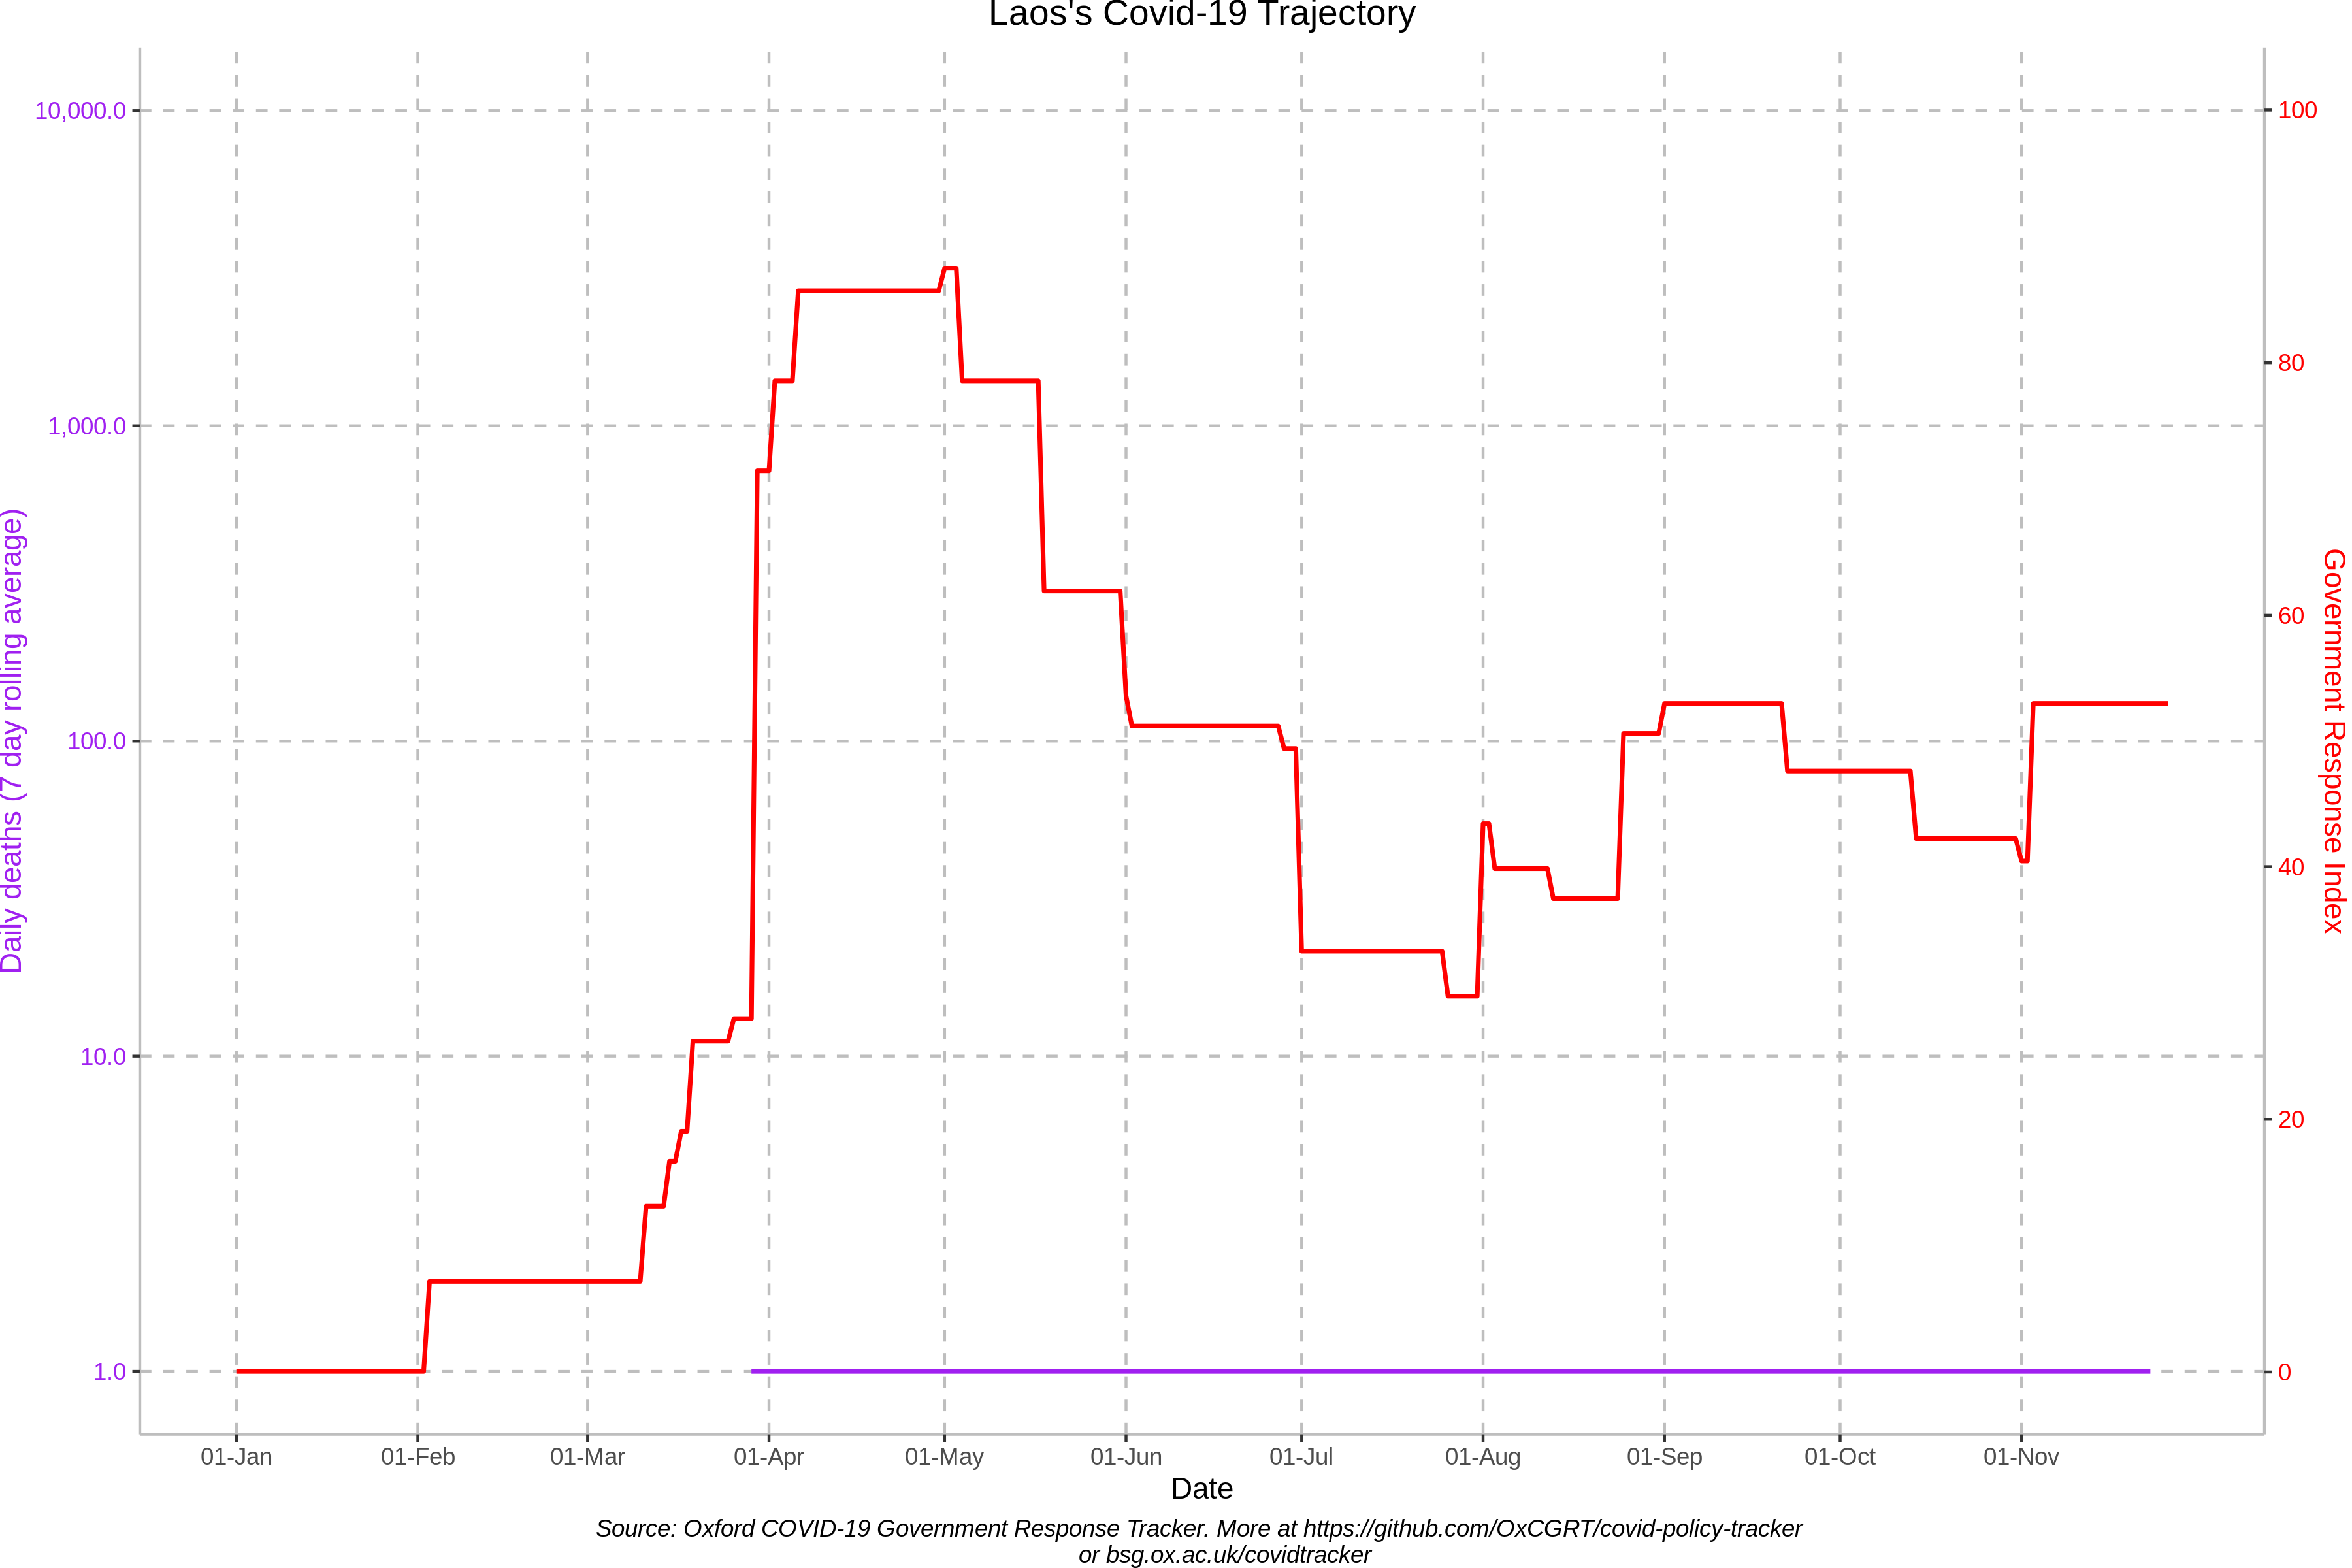 Laos's Covid-19 Trajectory
10,000.0
1,000.0
100.0
10.0
1.0
Daily deaths (7 day rolling average)
100
80
60
40
20
0
Government Response Index
01-Jan
01-Feb
01-Mar
01-Apr
01-May
01-Jun
01-Jul
01-Aug
01-Sep
01-Oct
01-Nov
Date
Source: Oxford COVID-19 Government Response Tracker. More at https://github.com/OxCGRT/covid-policy-tracker
or bsg.ox.ac.uk/covidtracker